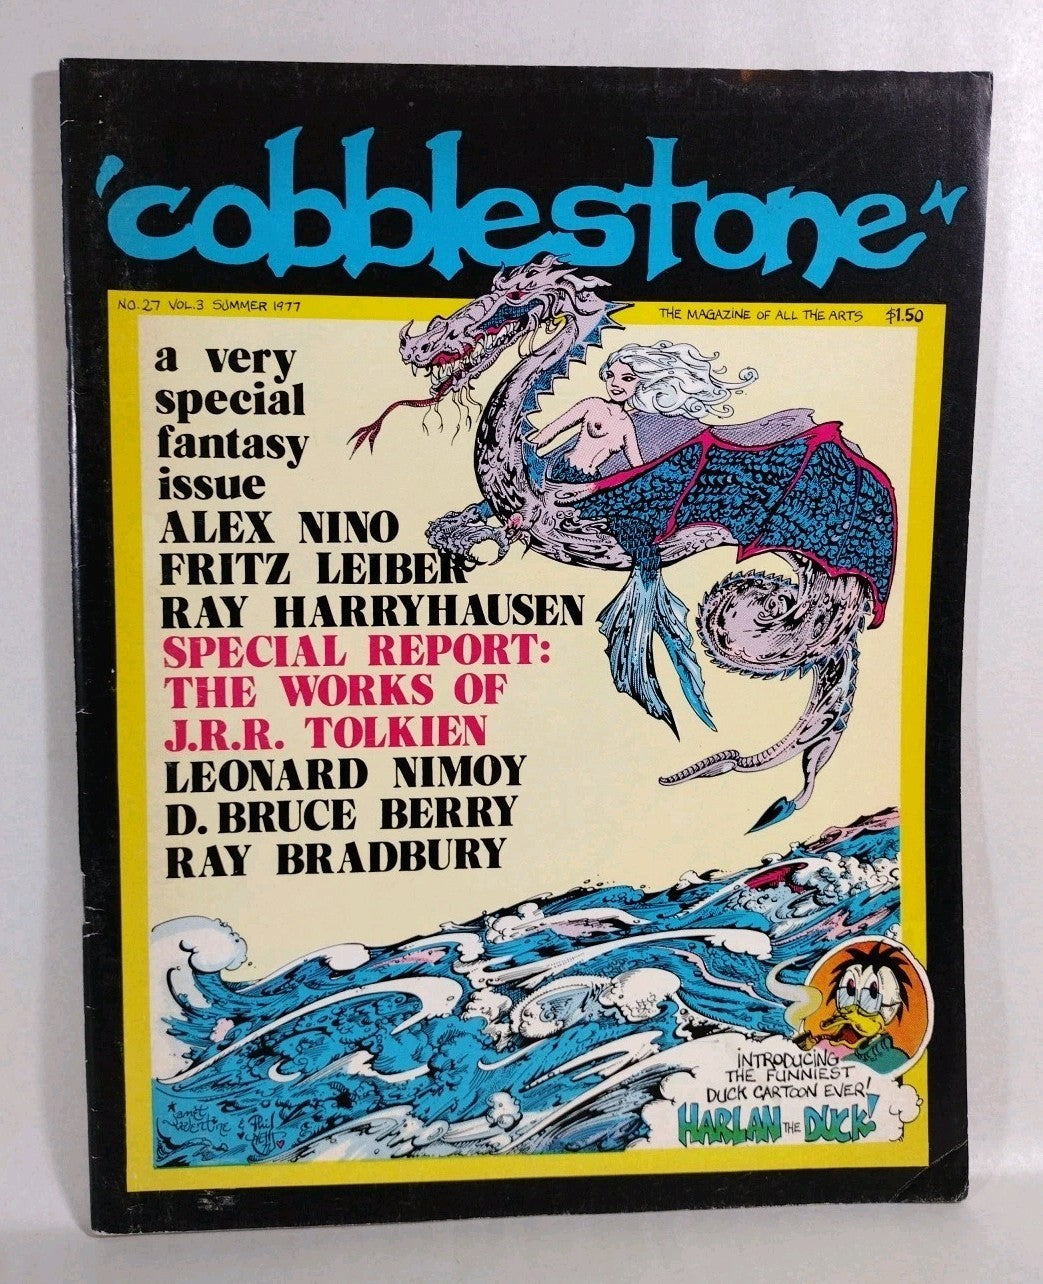 'cobblestone'
NO. 27 VOL. 3 SUMMER 1977
THE MAGAZINE OF ALL THE ARTS $1.50
a very
special
fantasy
issue
ALEX NINO
FRITZ LEIBER
RAY HARRYHAUSEN
SPECIAL REPORT:
THE WORKS OF
J.R.R. TOLKIEN
LEONARD NIMOY
D. BRUCE BERRY
RAY BRADBURY
INTRODUCING
THE FUNNIEST
DUCK CARTOON EVER!
HARLAN THE DUCK!
& Phil